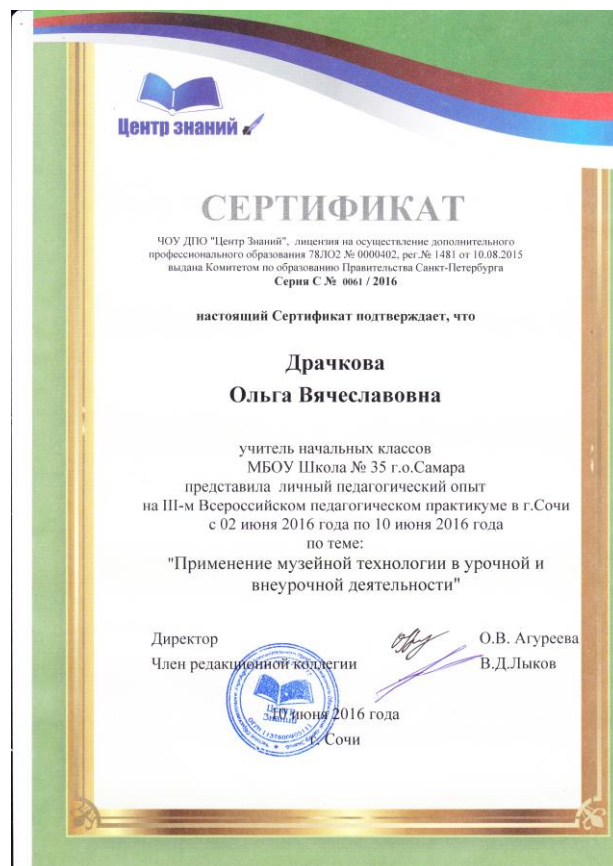 Центр знаний
СЕРТИФИКАТ
ЧОУ ДПО "Центр Знаний", лицензия на осуществление дополнительного
профессионального образования 78ЛО2 № 0000402, рег.№ 1481 от 10.08.2015
выдана Комитетом по образованию Правительства Санкт-Петербурга
Серия С № 0061 / 2016
настоящий Сертификат подтверждает, что
Драчкова
Ольга Вячеславовна
учитель начальных классов
МБОУ Школа № 35 г.о.Самара
представила личный педагогический опыт
на III-м Всероссийском педагогическом практикуме в г.Сочи
с 02 июня 2016 года по 10 июня 2016 года
по теме:
"Применение музейной технологии в урочной и
внеурочной деятельности"
Директор О.В. Агуреева
Член редакционной коллегии В.Д.Лыков
Центр
Знаний
10 июня 2016 года
г. Сочи